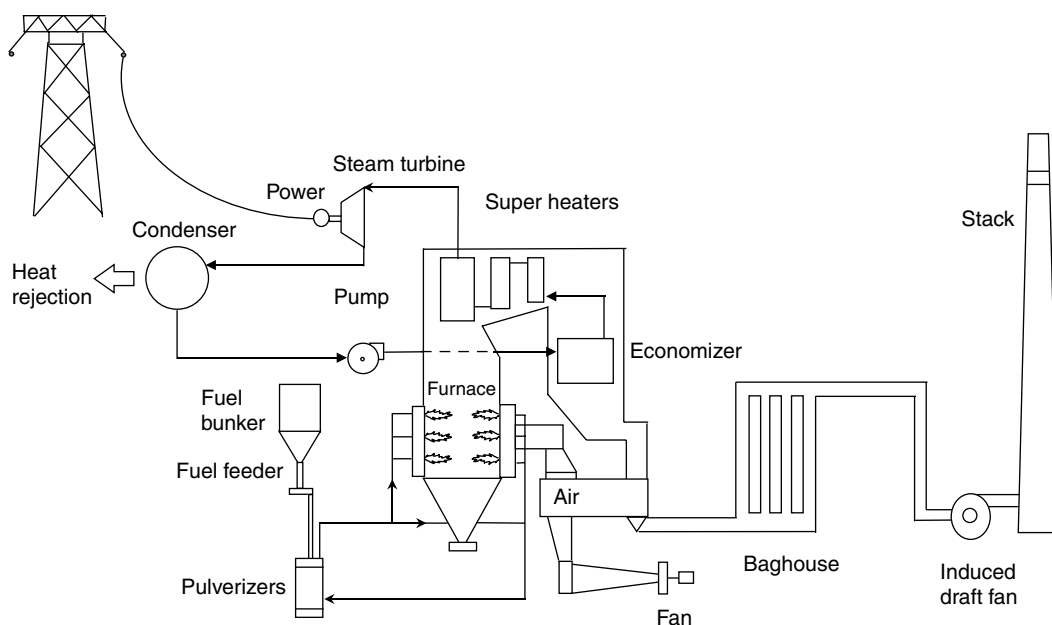 Steam turbine
Power
Super heaters
Stack
Condenser
Heat
rejection
Pump
Economizer
Furnace
Fuel
bunker
Fuel feeder
Air
Pulverizers
Baghouse
Induced
draft fan
Fan